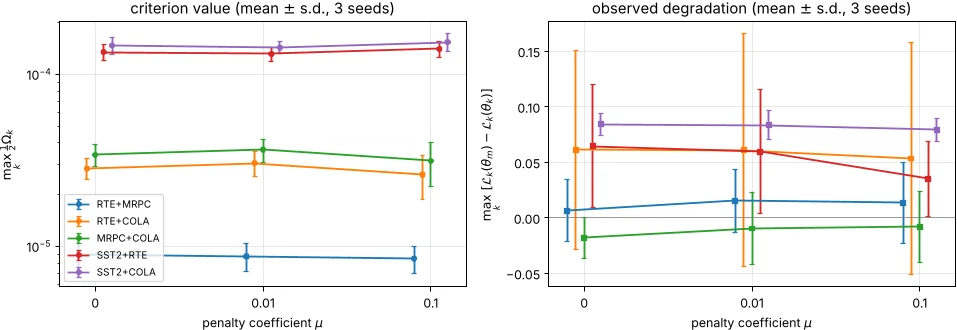 criterion value (mean ± s.d., 3 seeds)
max_k ½Ω_k
10⁻⁴
10⁻⁵
RTE+MRPC
RTE+COLA
MRPC+COLA
SST2+RTE
SST2+COLA
0 0.01 0.1
penalty coefficient μ
observed degradation (mean ± s.d., 3 seeds)
max_k [ℒ_k(θ_m) − ℒ_k(θ_k)]
0.15
0.10
0.05
0.00
−0.05
0 0.01 0.1
penalty coefficient μ